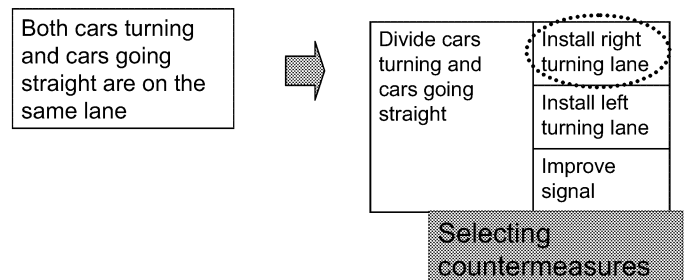 Both cars turning
and cars going
straight are on the
same lane
Divide cars
turning and
cars going
straight
Install right
turning lane
Install left
turning lane
Improve
signal
Selecting
countermeasures